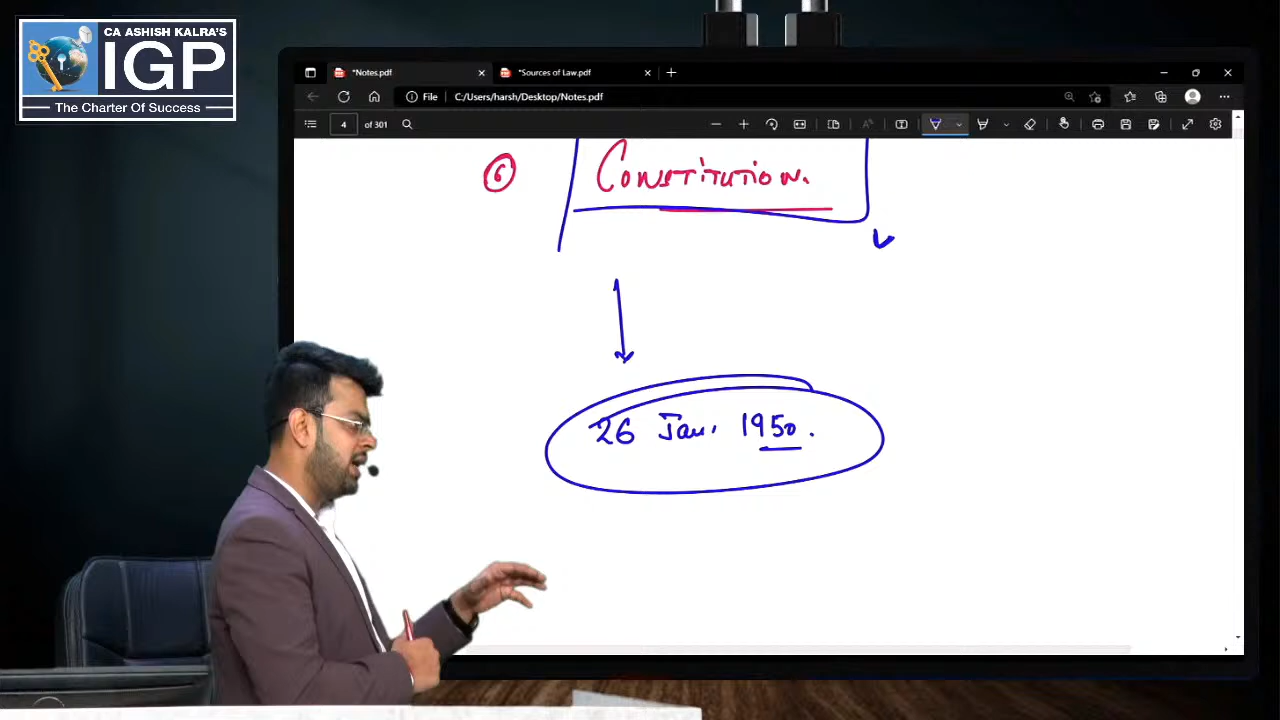 CA ASHISH KALRA'S
IGP
The Charter Of Success
*Notes.pdf
*Sources of Law.pdf
File C:/Users/harsh/Desktop/Notes.pdf
4 of 301
6 Constitution.
26 Jan. 1950.